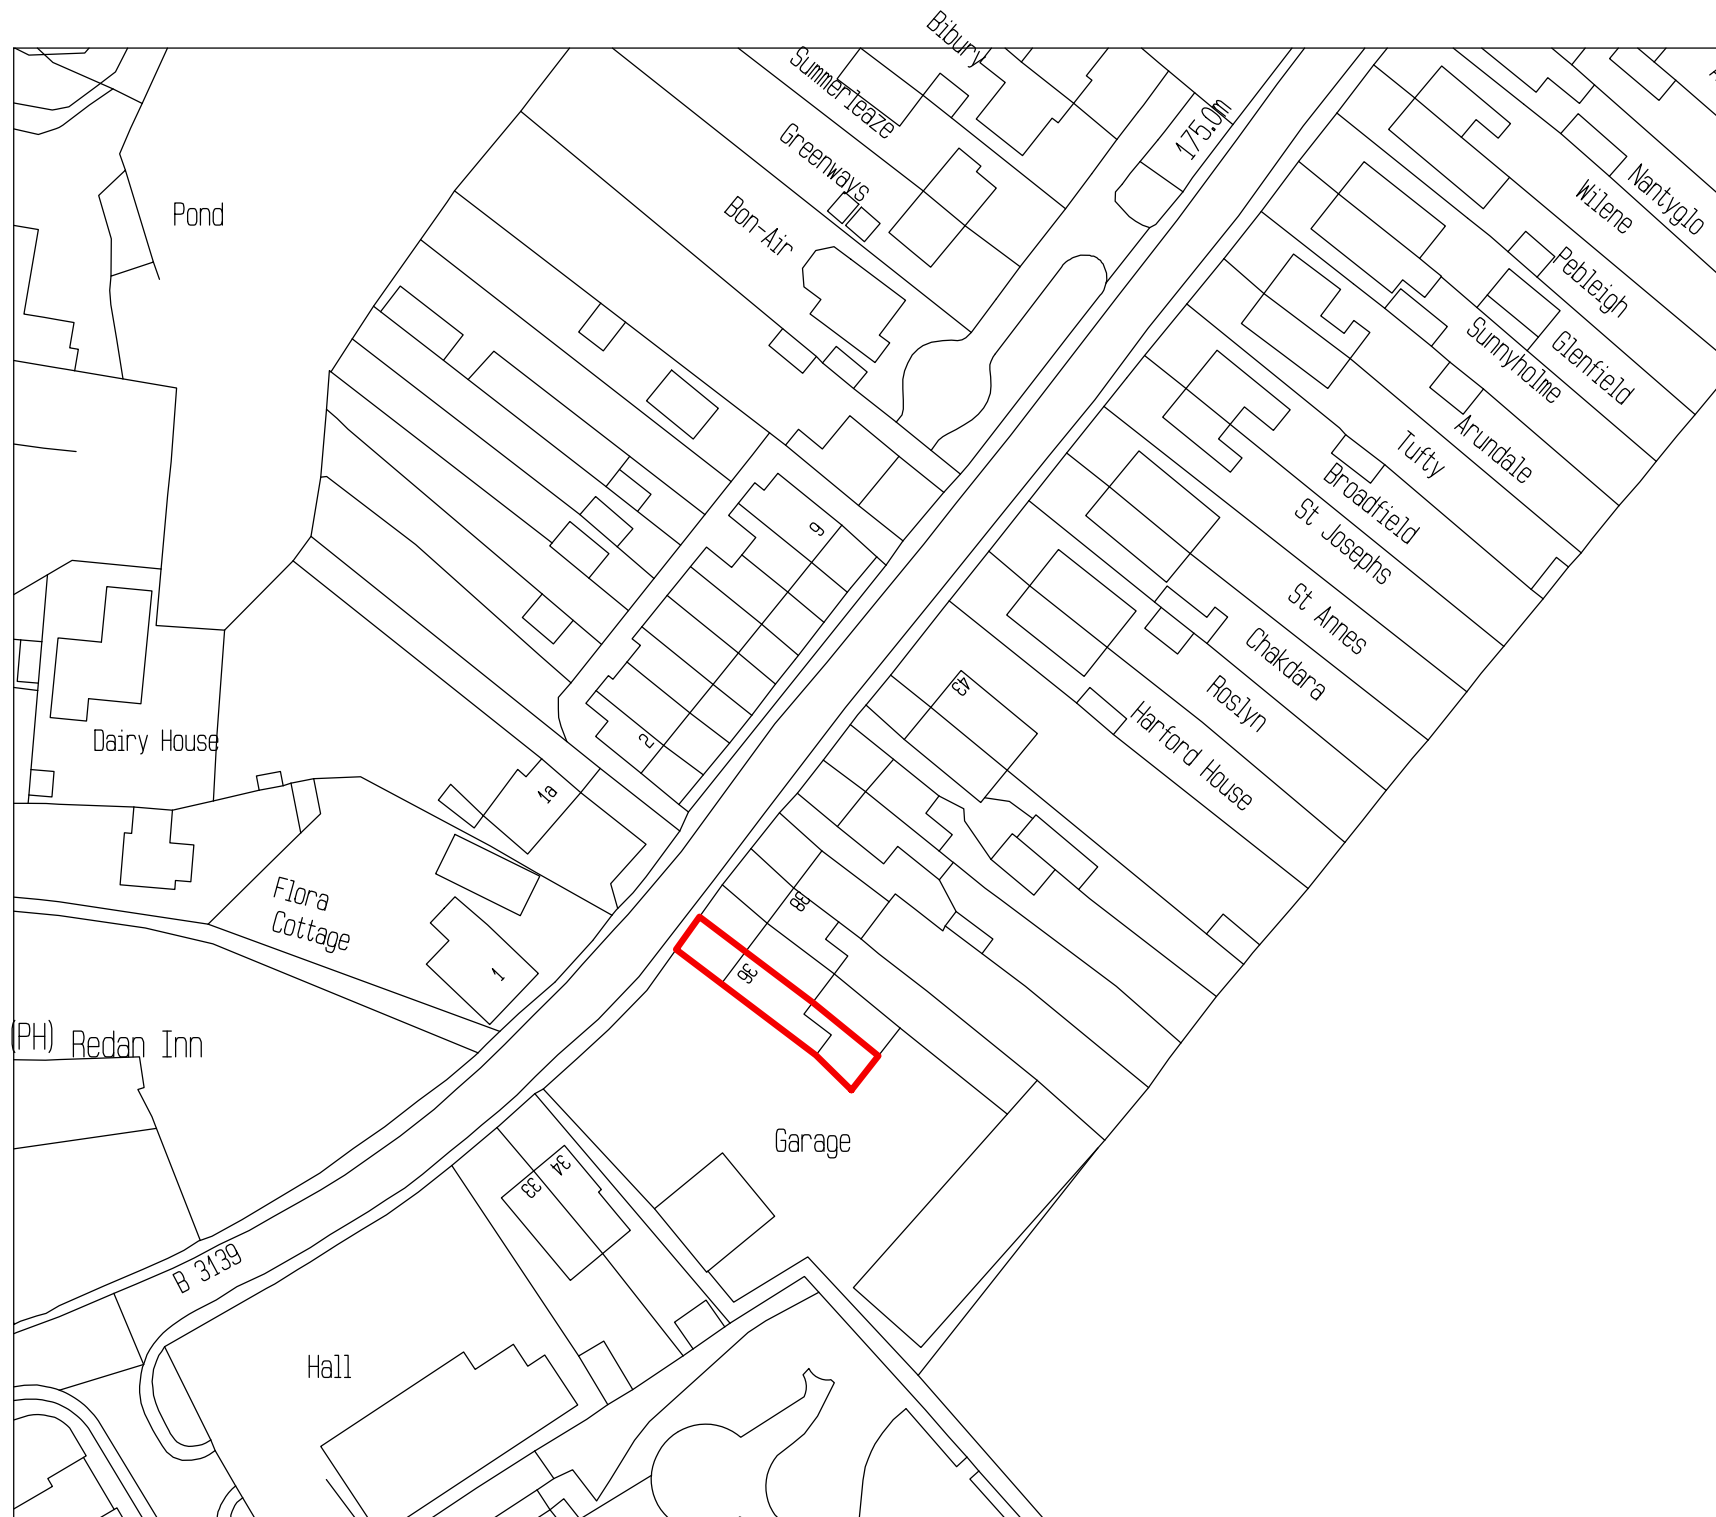 Bibury
Summerleaze
175.0m
Greenways
Nantyglo
Wilene
Pond
Bon-Air
Pebleigh
Sunnyholme
Glenfield
Arundale
Tufty
Broadfield
St Josephs
9
St Annes
Chakdara
Roslyn
43
Harford House
Dairy House
2
1a
Flora
Cottage
38
36
1
(PH) Redan Inn
Garage
34
33
B 3139
Hall